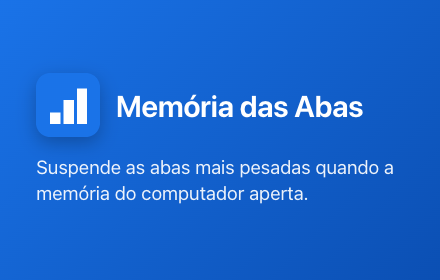 Memória das Abas
Suspende as abas mais pesadas quando a
memória do computador aperta.